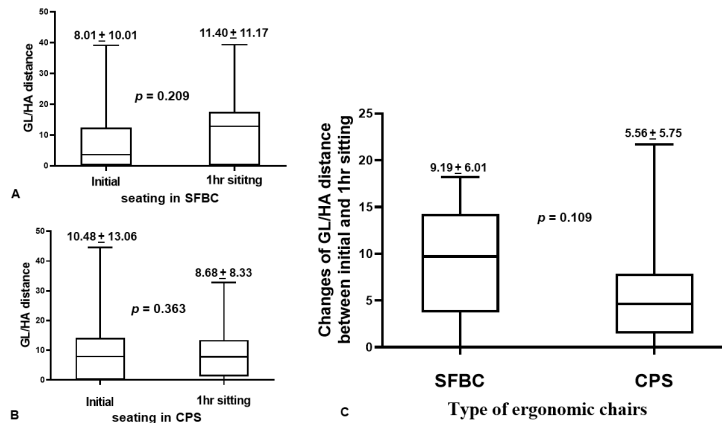 50
40
30
20
10
0
GL/HA distance
8.01 ± 10.01
11.40 ± 11.17
p = 0.209
Initial
1hr sititng
seating in SFBC
A
50
40
30
20
10
0
GL/HA distance
10.48 ± 13.06
8.68 ± 8.33
p = 0.363
Initial
1hr sitting
seating in CPS
B
25
20
15
10
5
0
Changes of GL/HA distance
between initial and 1hr sitting
9.19 ± 6.01
5.56 ± 5.75
p = 0.109
SFBC
CPS
Type of ergonomic chairs
C